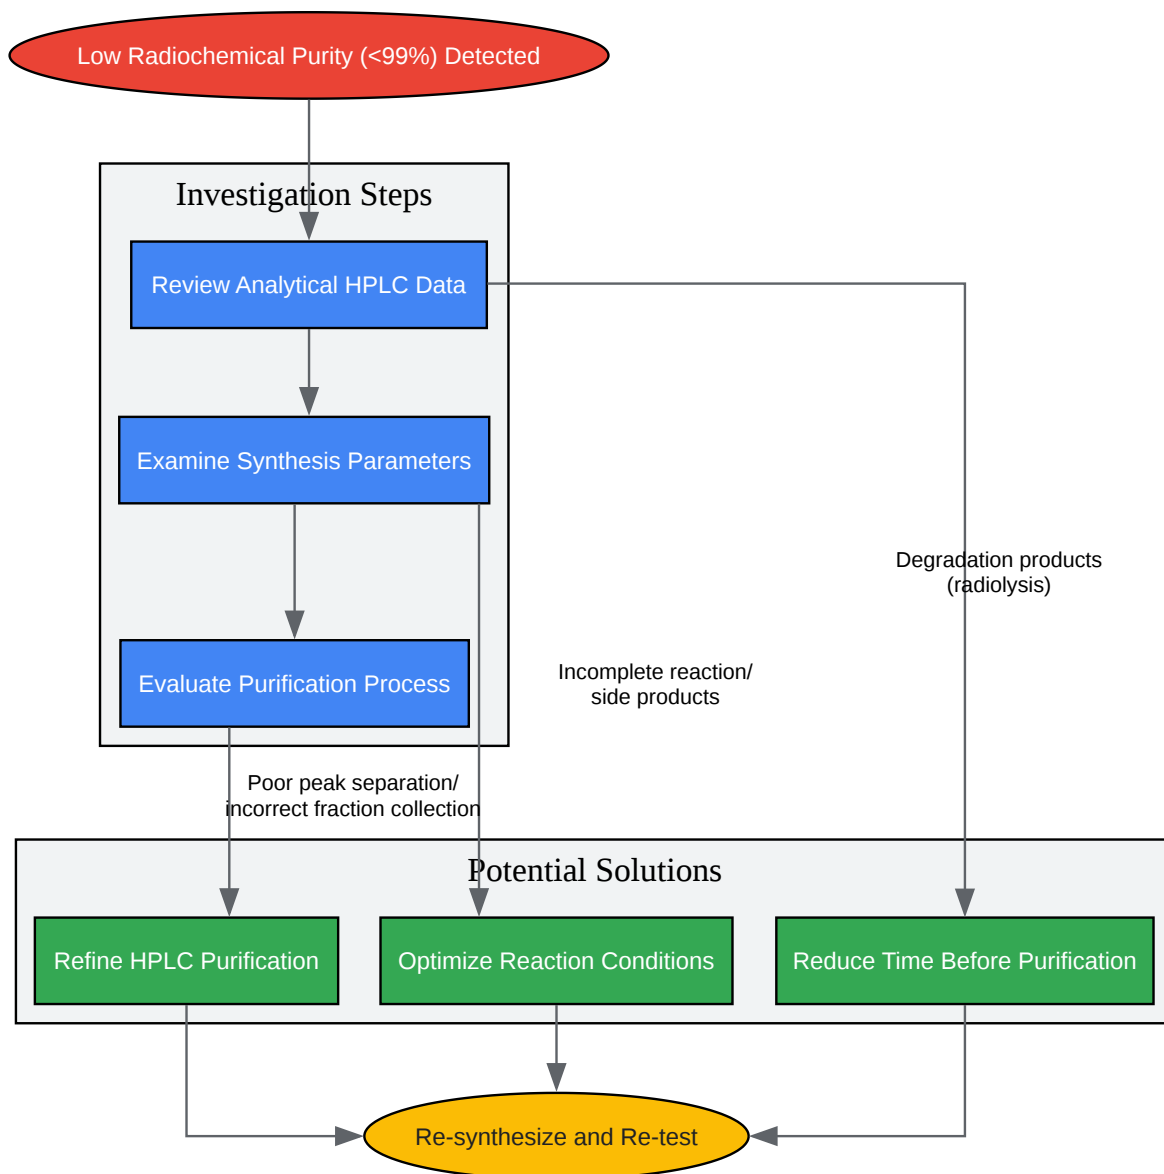 Low Radiochemical Purity (<99%) Detected
Investigation Steps
Review Analytical HPLC Data
Examine Synthesis Parameters
Degradation products
(radiolysis)
Evaluate Purification Process
Incomplete reaction/
side products
Poor peak separation/
incorrect fraction collection
Potential Solutions
Refine HPLC Purification
Optimize Reaction Conditions
Reduce Time Before Purification
Re-synthesize and Re-test